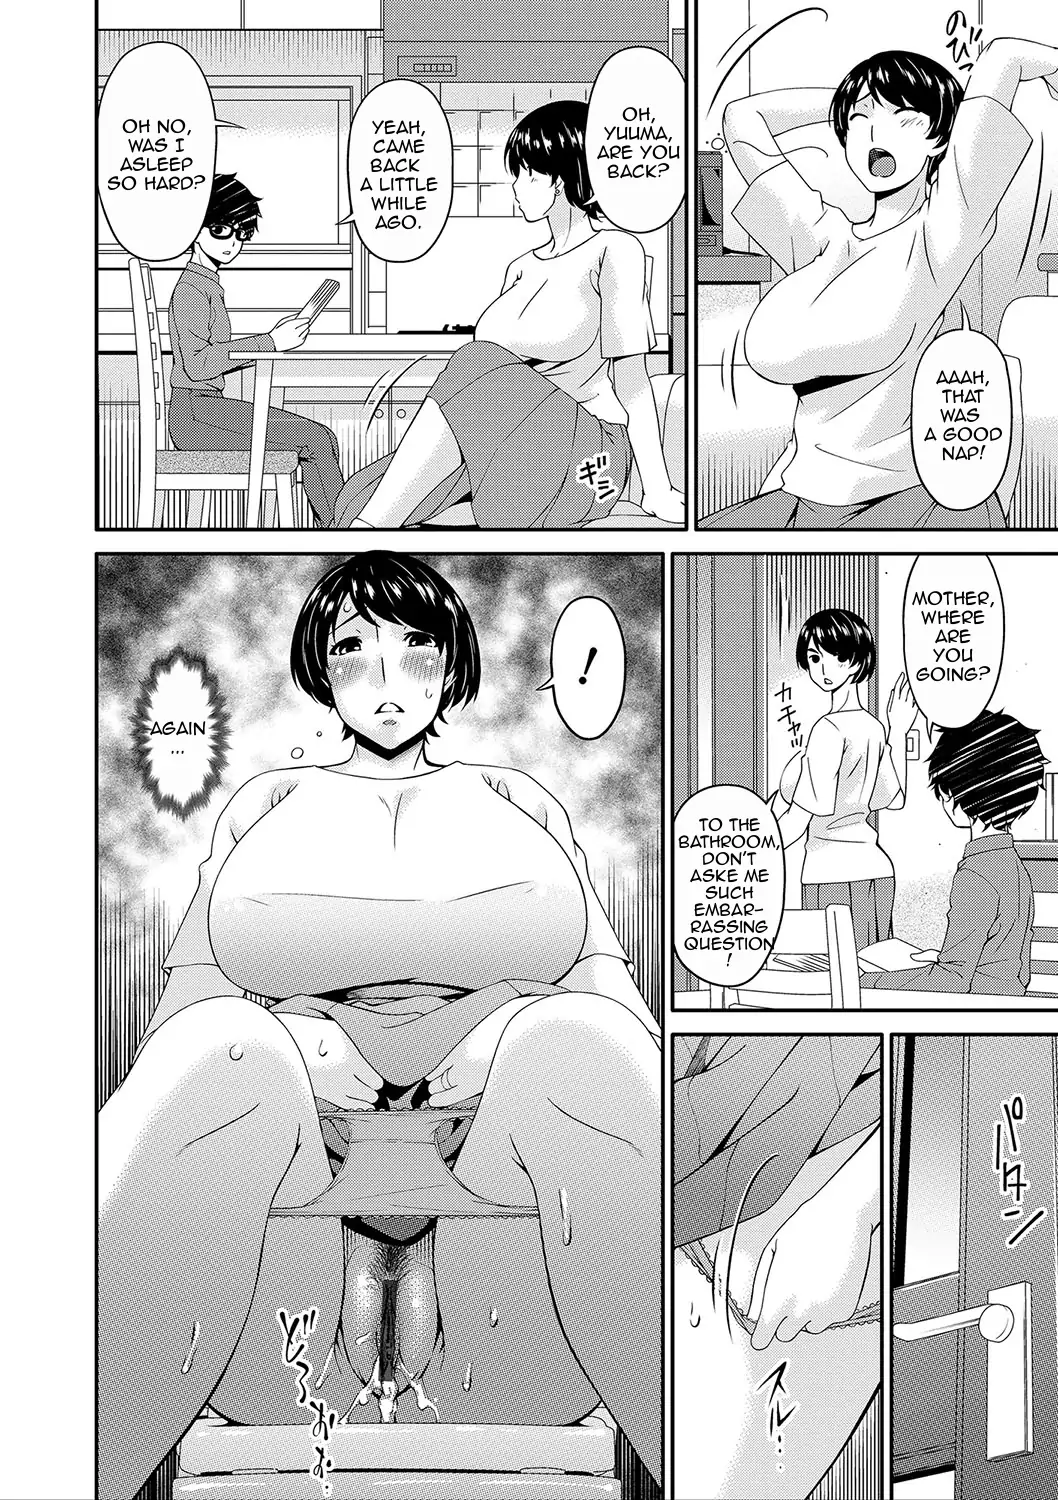 のびっ
AAAH,
THAT
WAS
A GOOD
NAP!
OH,
YUUMA,
ARE YOU
BACK?
YEAH,
CAME
BACK
A LITTLE
WHILE
AGO.
OH NO,
WAS I
ASLEEP
SO HARD?
ギシ
MOTHER,
WHERE
ARE
YOU
GOING?
ガチャッ
TO THE
BATHROOM,
DON'T
ASKE ME
SUCH
EMBAR-
RASSING
QUESTION
!
パタン
スル…
!
AGAIN
...